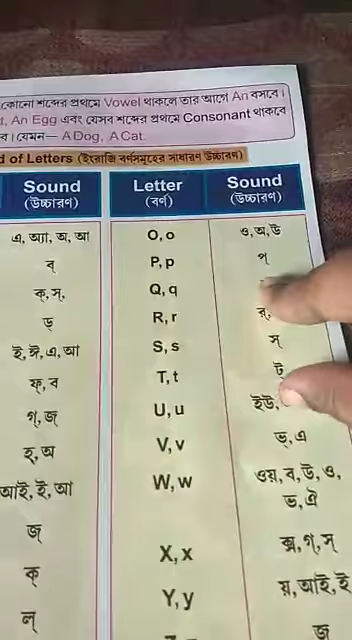 কোনো শব্দের প্রথমে Vowel থাকলে তার আগে An বসবে।
An Egg এবং যেসব শব্দের প্রথমে Consonant থাকবে
যেমন— A Dog, A Cat.
of Letters (ইংরাজি বর্ণসমূহের সাধারণ উচ্চারণ)
Sound Letter Sound
(উচ্চারণ) (বর্ণ) (উচ্চারণ)
এ, অ্যা, অ, আ O, o ও, অ, উ
ব্ P, p প্
ক্, স্, Q, q
ড্ R, r র্,
ই, ঈ, এ, আ S, s স্
ফ্, ব T, t ট্
গ্, জ্ U, u ইউ,
হ্, অ V, v ভ্, এ
আই, ই, আ W, w ওয়, ব, উ, ও,
ভ, ঐ
জ্ X, x ক্স, গ্, স্
ক্ Y, y য়, আই, ই
ল্ জ্